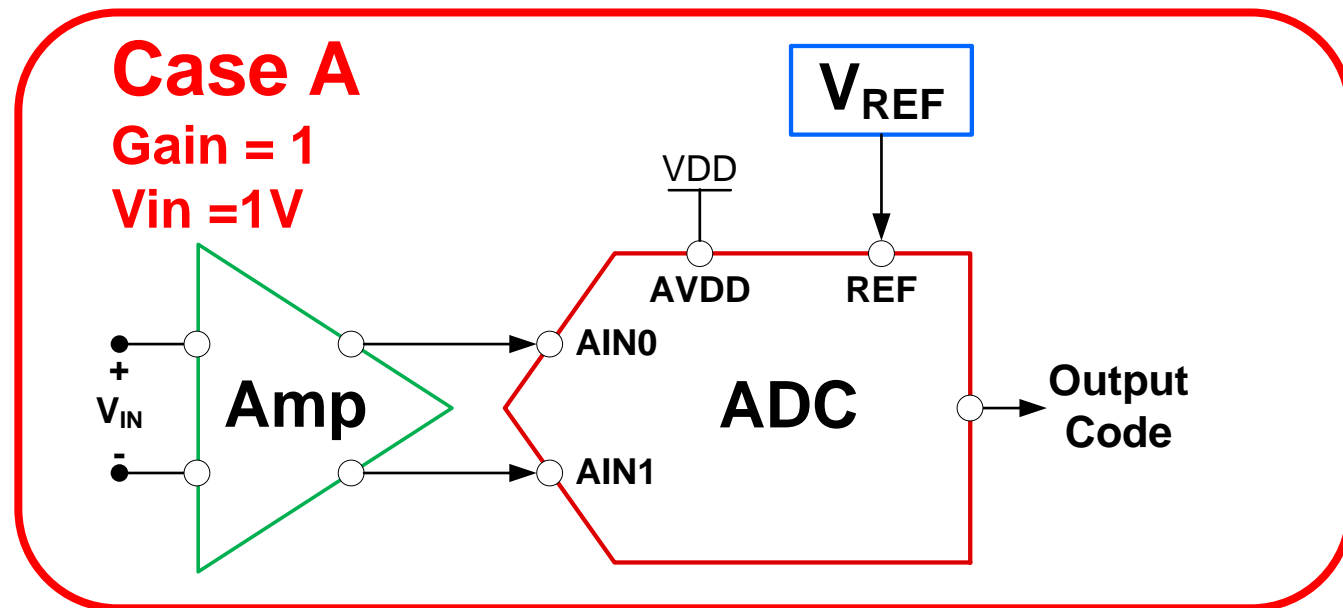 Case A
Gain = 1
Vin =1V
VREF
VDD
AVDD
REF
AIN0
+
VIN
-
Amp
ADC
AIN1
Output
Code